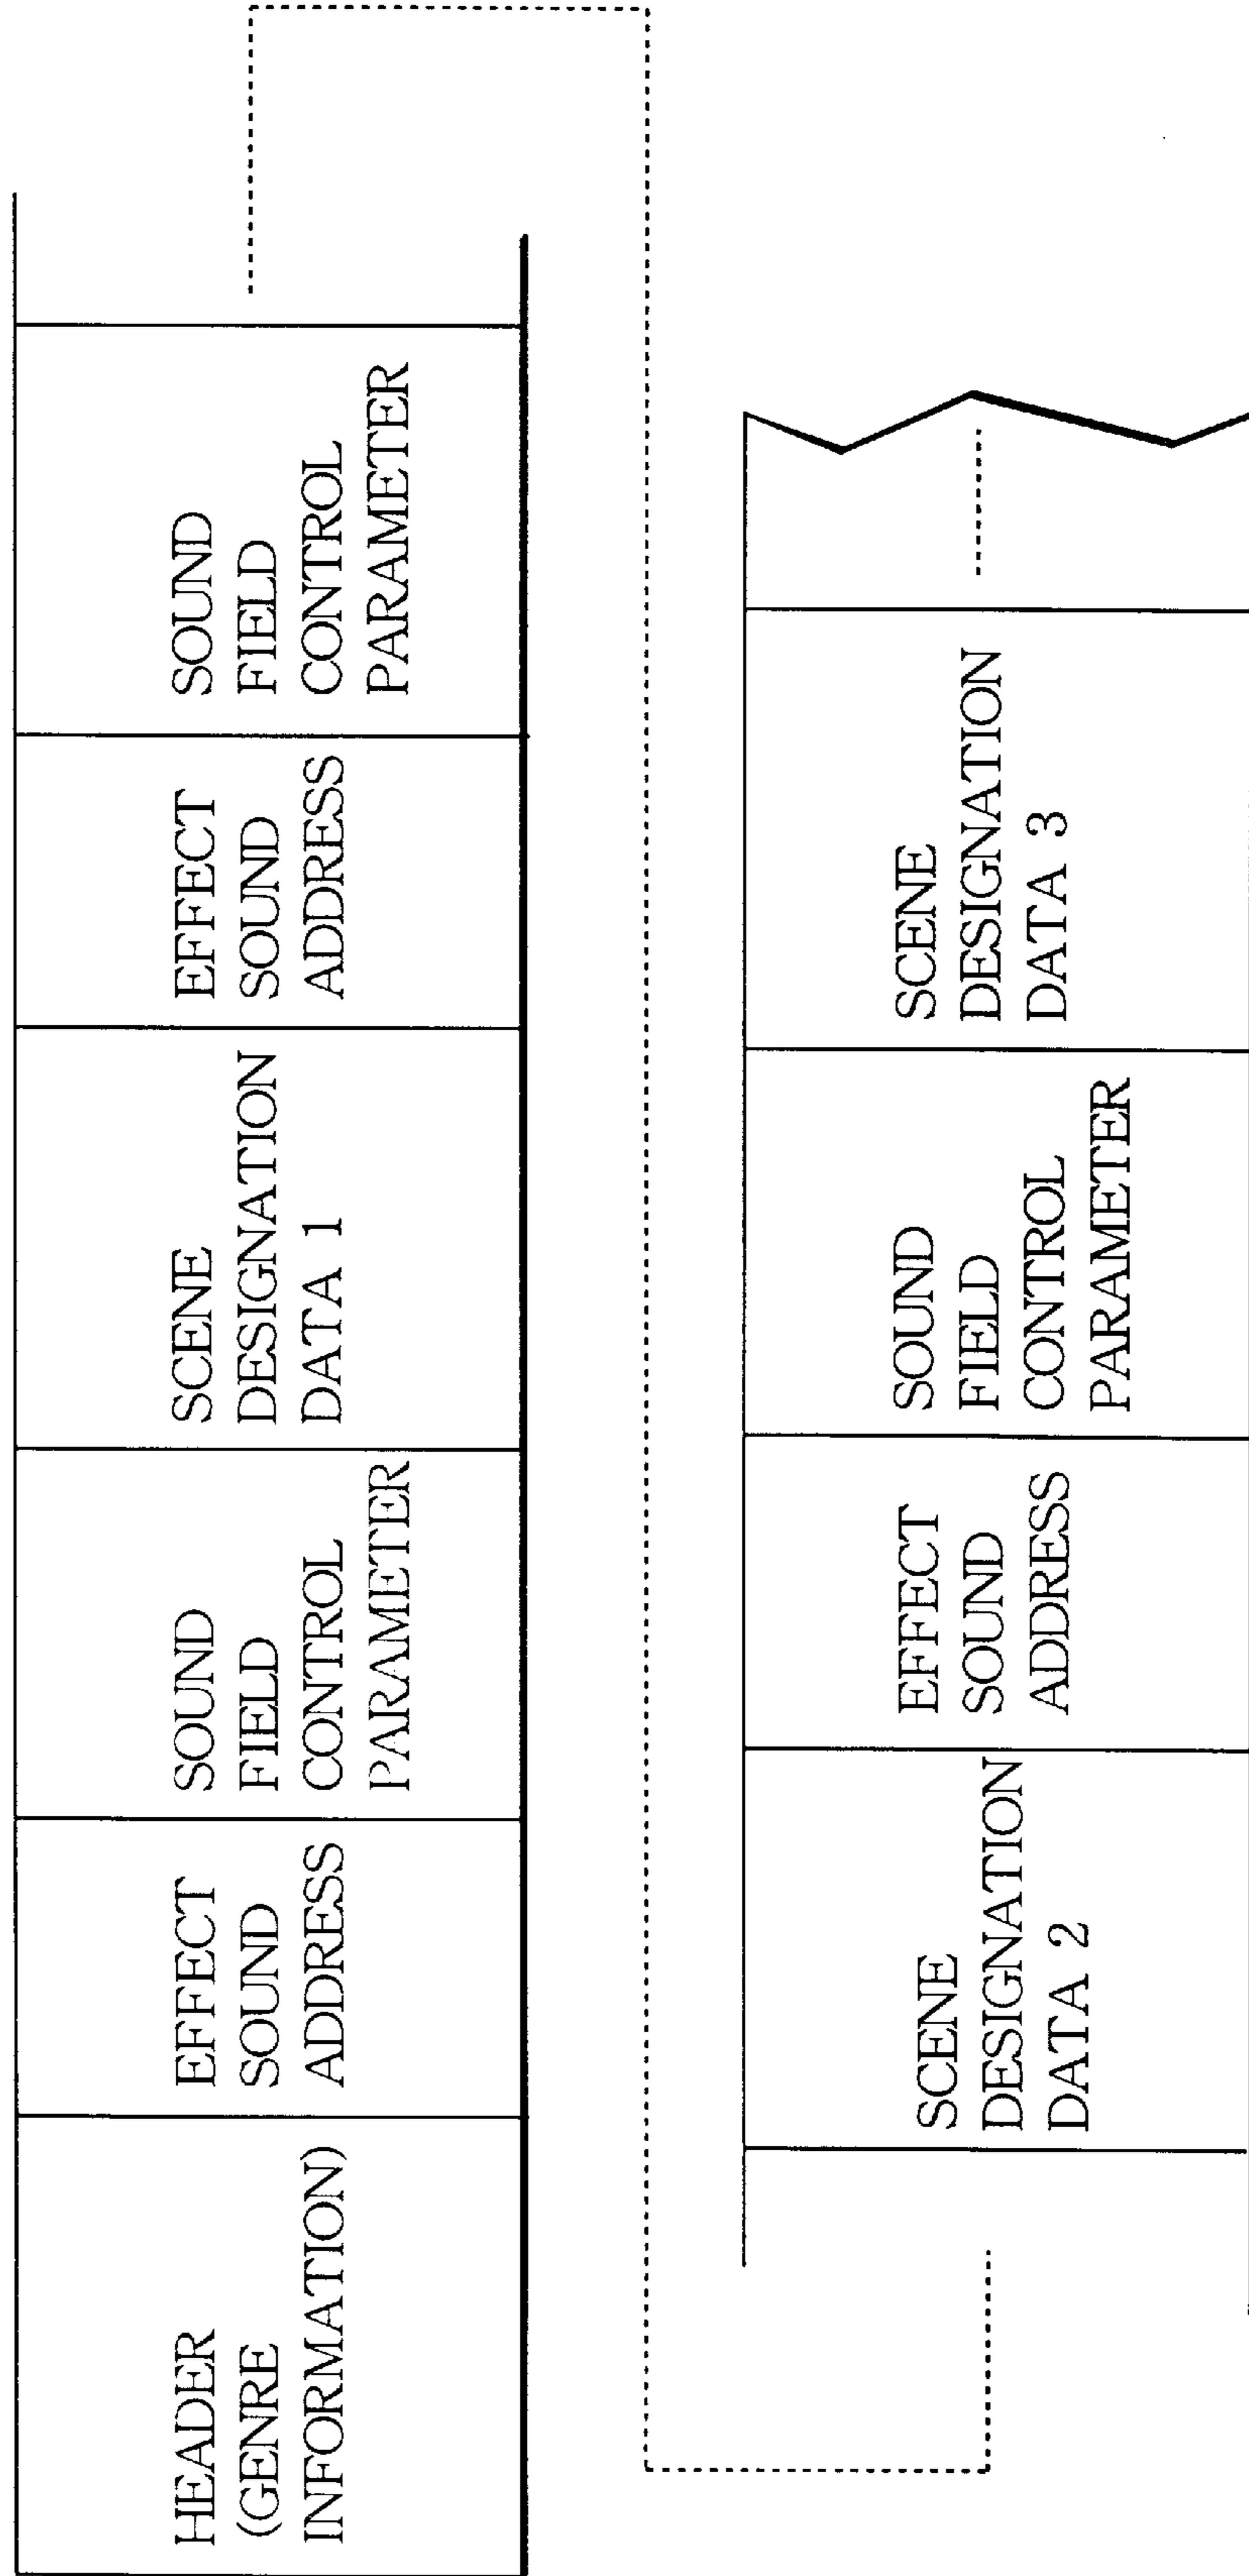 HEADER
(GENRE
INFORMATION)
EFFECT
SOUND
ADDRESS
SOUND
FIELD
CONTROL
PARAMETER
SCENE
DESIGNATION
DATA 1
EFFECT
SOUND
ADDRESS
SOUND
FIELD
CONTROL
PARAMETER
SCENE
DESIGNATION
DATA 2
EFFECT
SOUND
ADDRESS
SOUND
FIELD
CONTROL
PARAMETER
SCENE
DESIGNATION
DATA 3